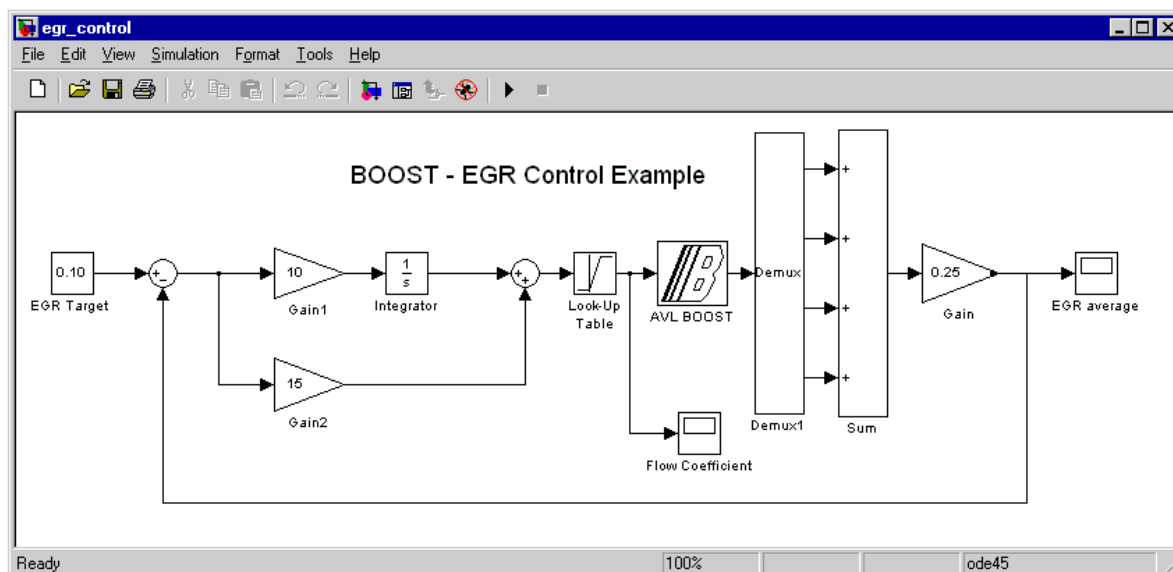 egr_control
File Edit View Simulation Format Tools Help
BOOST - EGR Control Example
0.10
EGR Target
+
−
10
Gain1
1
s
Integrator
+
+
15
Gain2
Look-Up
Table
B
AVL BOOST
Flow Coefficient
Demux
Demux1
+
+
+
+
Sum
0.25
Gain
EGR average
Ready 100% ode45